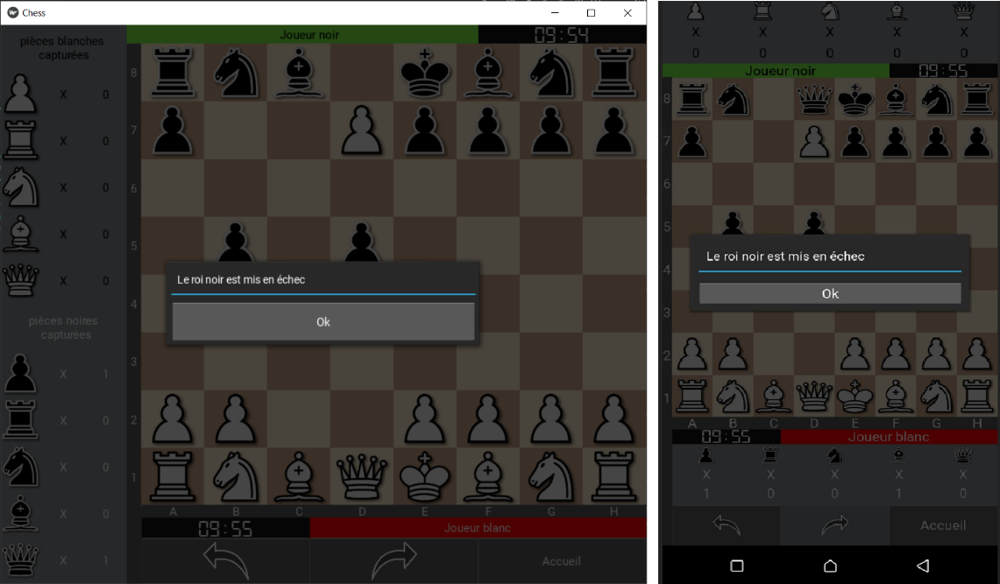 Chess
pièces blanches
capturées
X 0
X 0
X 0
X 0
X 0
pièces noires
capturées
X 1
X 0
X 0
X 0
X 1
Joueur noir 09:54
8
7
6
5
4
3
2
1
Le roi noir est mis en échec
Ok
A B C D E F G H
09:55 Joueur blanc
Accueil
X X X X X
0 0 0 0 0
Joueur noir 09:55
8
7
6
5
4
3
2
1
Le roi noir est mis en échec
Ok
A B C D E F G H
09:55 Joueur blanc
X X X X X
1 0 0 1 0
Accueil